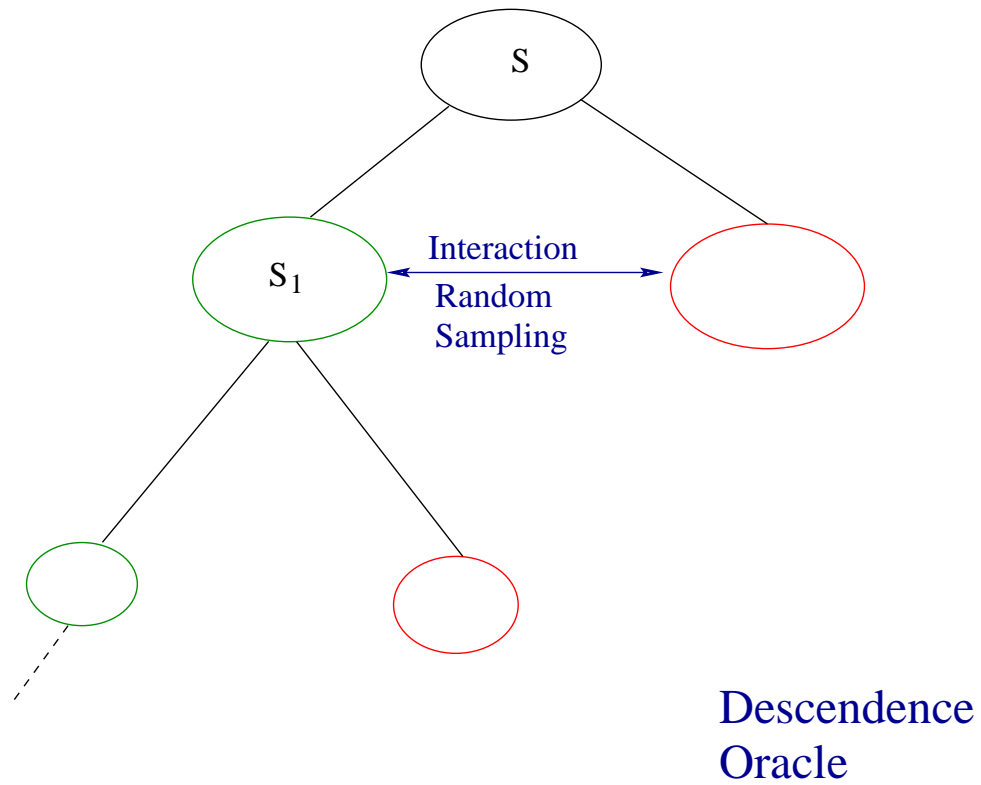 S
S₁
Interaction
Random
Sampling
Descendence
Oracle